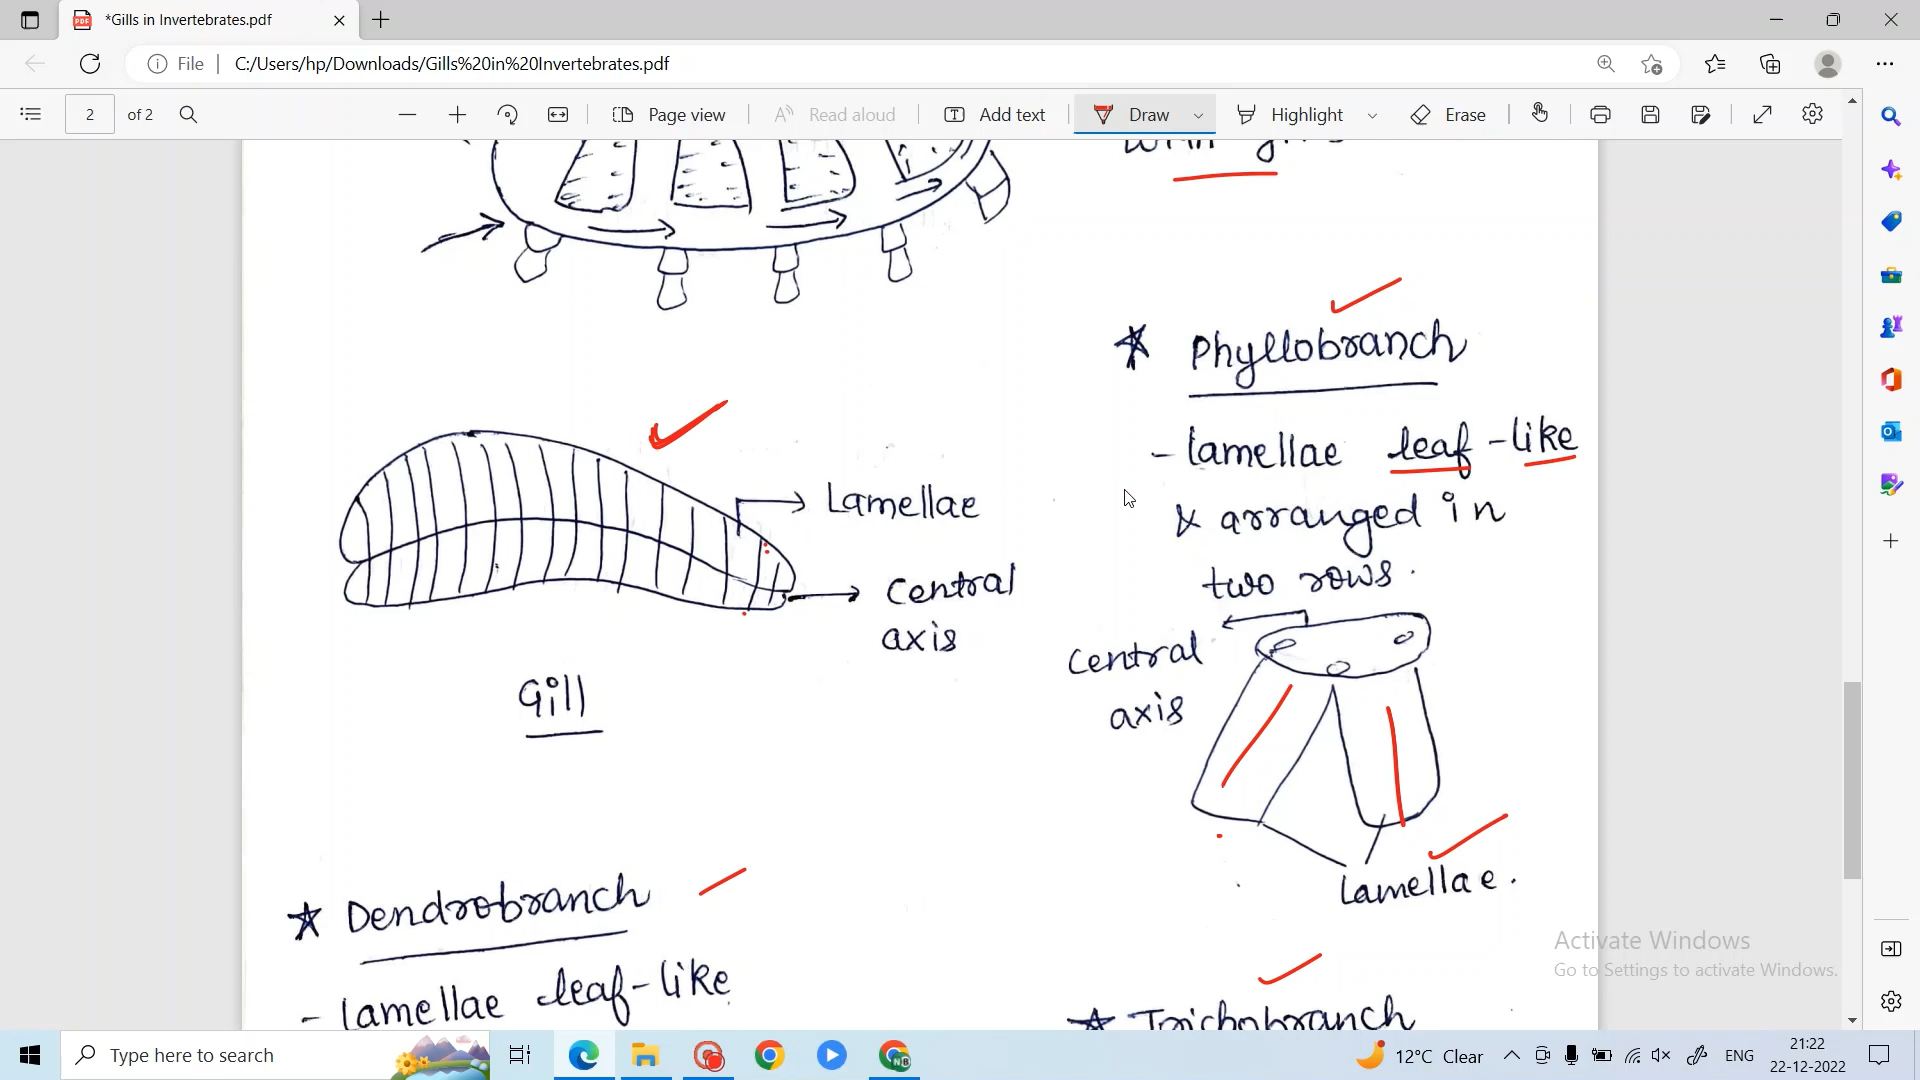 *Gills in Invertebrates.pdf
File
C:/Users/hp/Downloads/Gills%20in%20Invertebrates.pdf
2 of 2
Page view
Read aloud
Add text
Draw
Highlight
Erase
Phyllobranch
- lamellae leaf-like
& arranged in
two rows.
Lamellae
Central
axis
Gill
Central
axis
Lamellae.
Dendrobranch
- lamellae leaf-like
Trichobranch
Activate Windows
Go to Settings to activate Windows.
Type here to search
12°C Clear
ENG
21:22
22-12-2022